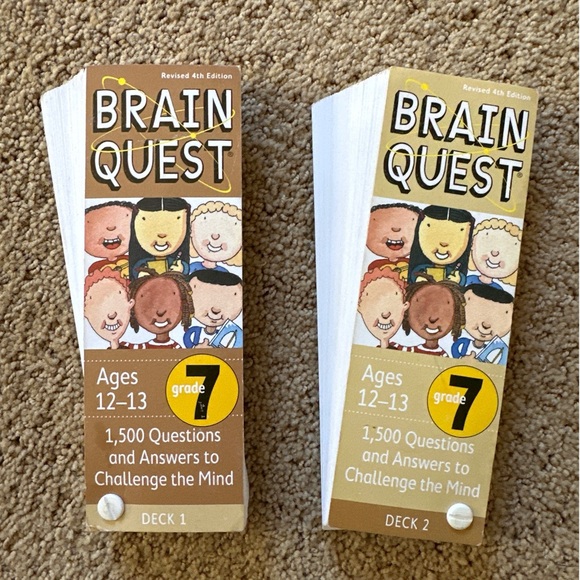 Revised 4th Edition
BRAIN
QUEST®
Ages
12–13
grade 7
1,500 Questions
and Answers to
Challenge the Mind
DECK 1
Revised 4th Edition
BRAIN
QUEST®
Ages
12–13
grade 7
1,500 Questions
and Answers to
Challenge the Mind
DECK 2